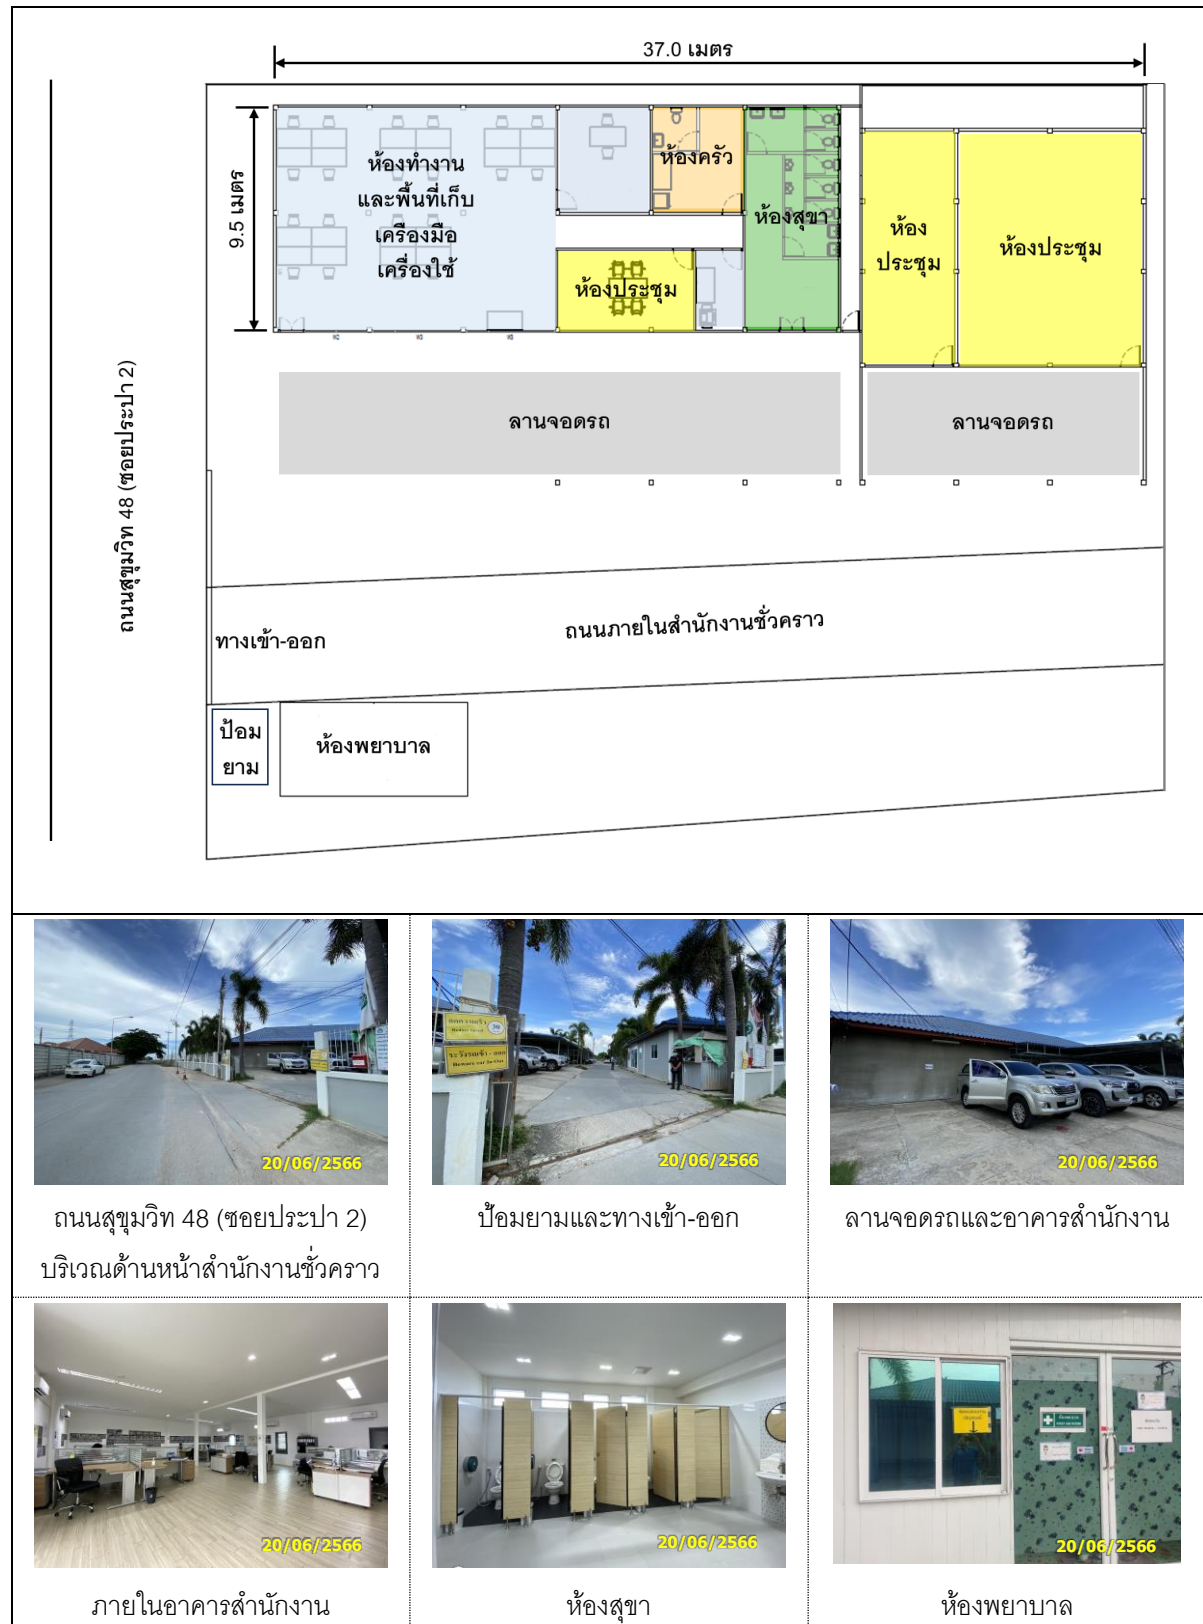 37.0 เมตร
9.5 เมตร
ห้องทำงาน
และพื้นที่เก็บ
เครื่องมือ
เครื่องใช้
ห้องครัว
ห้องสุขา
ห้องประชุม
ห้อง
ประชุม
ห้องประชุม
ลานจอดรถ
ลานจอดรถ
ถนนสุขุมวิท 48 (ซอยประปา 2)
ทางเข้า-ออก
ถนนภายในสำนักงานชั่วคราว
ป้อม
ยาม
ห้องพยาบาล
20/06/2566
ระวังรถเข้า - ออก
20/06/2566
20/06/2566
ถนนสุขุมวิท 48 (ซอยประปา 2)
บริเวณด้านหน้าสำนักงานชั่วคราว
ป้อมยามและทางเข้า-ออก
ลานจอดรถและอาคารสำนักงาน
20/06/2566
20/06/2566
20/06/2566
ภายในอาคารสำนักงาน
ห้องสุขา
ห้องพยาบาล